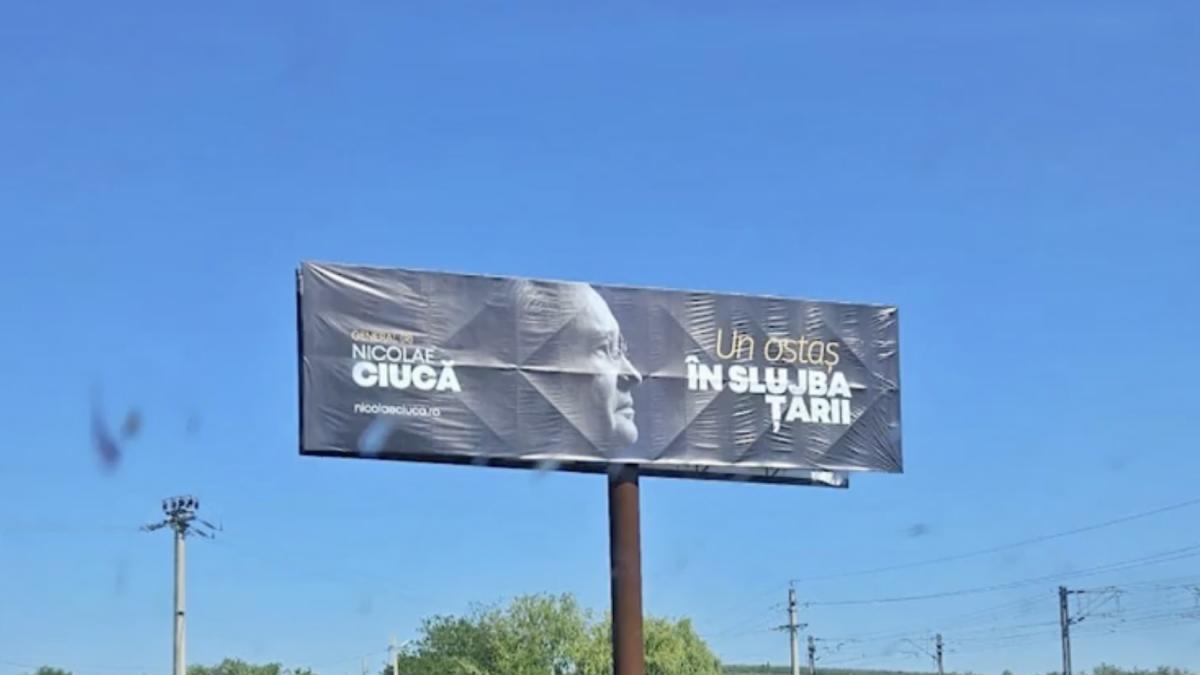 GENERAL (R)
NICOLAE
CIUCĂ
nicolaeciuca.ro
Un ostaș
ÎN SLUJBA
ȚĂRII